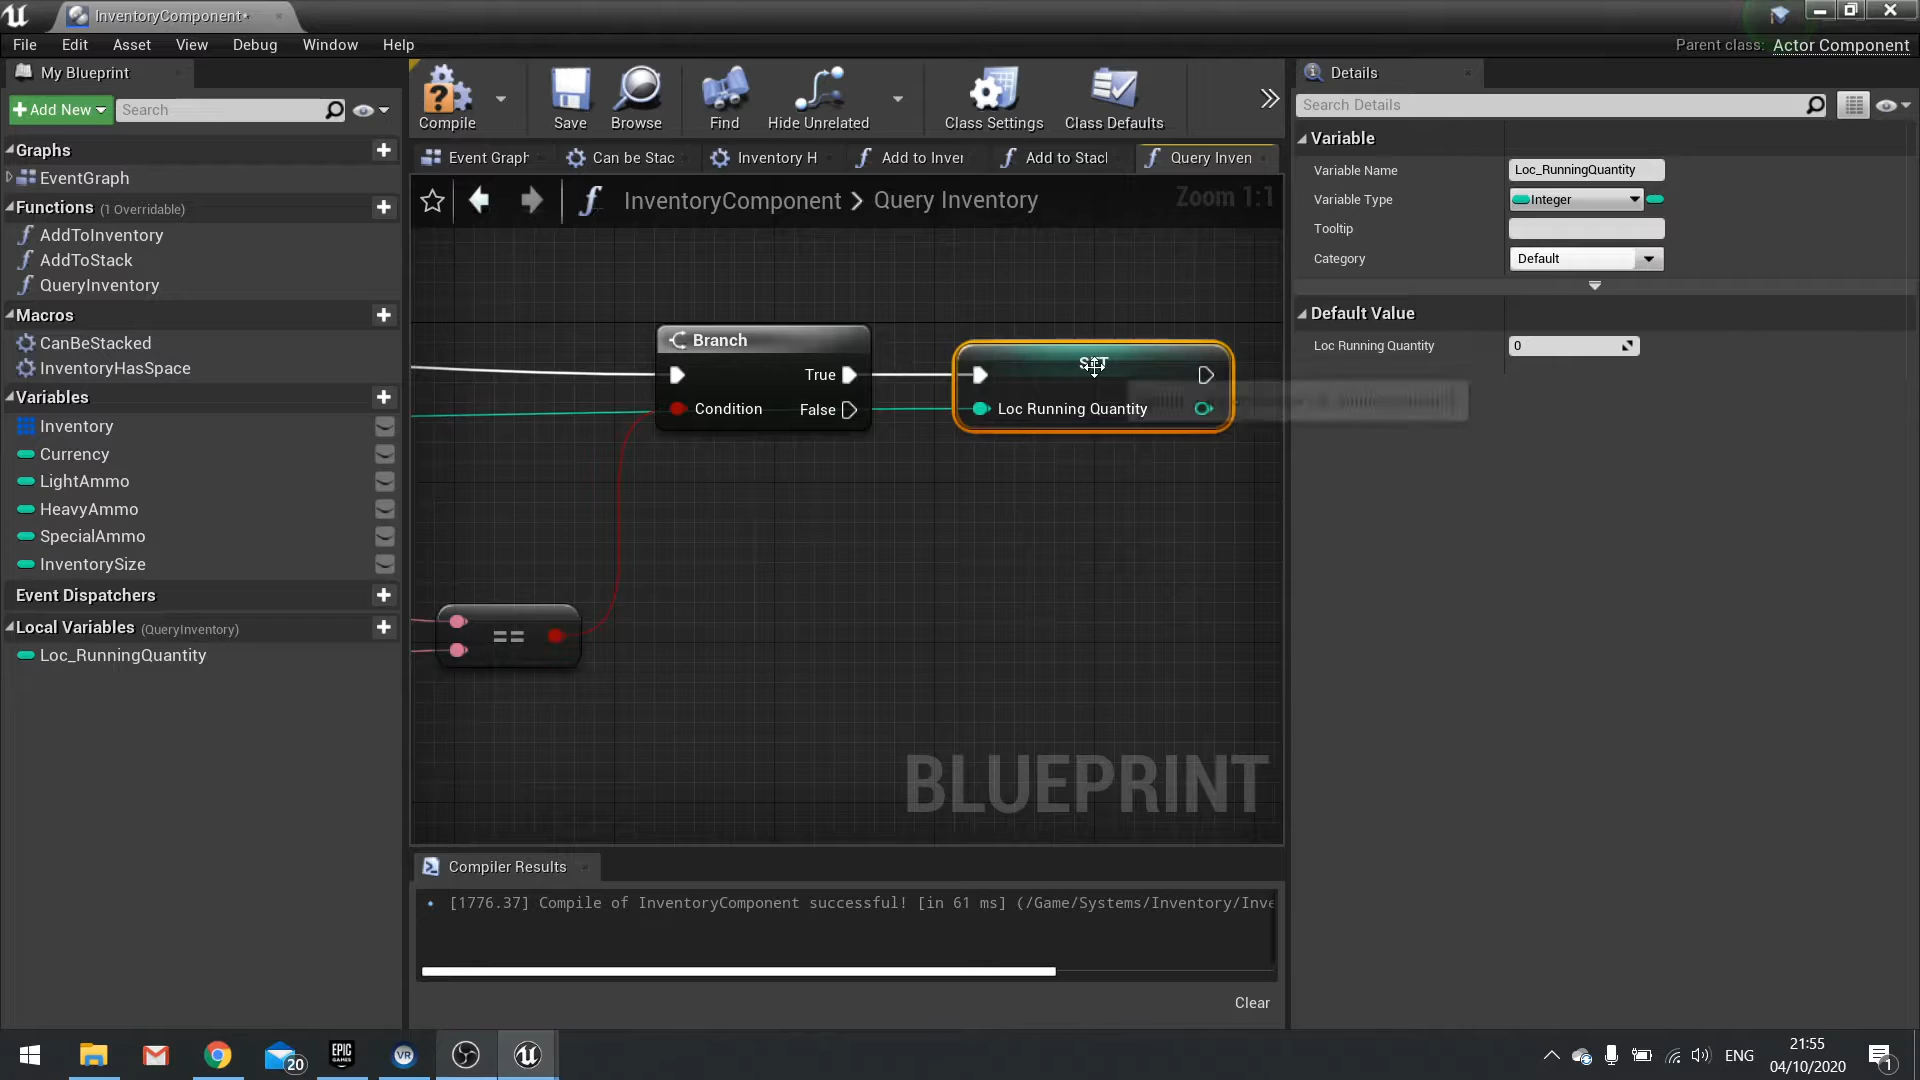 InventoryComponent*
File Edit Asset View Debug Window Help
Parent class: Actor Component
My Blueprint
Add New
Search
Graphs
EventGraph
Functions (1 Overridable)
AddToInventory
AddToStack
QueryInventory
Macros
CanBeStacked
InventoryHasSpace
Variables
Inventory
Currency
LightAmmo
HeavyAmmo
SpecialAmmo
InventorySize
Event Dispatchers
Local Variables (QueryInventory)
Loc_RunningQuantity
Compile
Save
Browse
Find
Hide Unrelated
Class Settings
Class Defaults
Event Graph
Can be Stac
Inventory H
Add to Inve
Add to Stac
Query Inven
InventoryComponent > Query Inventory
Zoom 1:1
Branch
True
Condition
False
SET
Loc Running Quantity
==
BLUEPRINT
Compiler Results
[1776.37] Compile of InventoryComponent successful! [in 61 ms] (/Game/Systems/Inventory/Inve
Clear
Details
Search Details
Variable
Variable Name Loc_RunningQuantity
Variable Type Integer
Tooltip
Category Default
Default Value
Loc Running Quantity 0
20
EPIC
GAMES
VR
ENG
21:55
04/10/2020
1